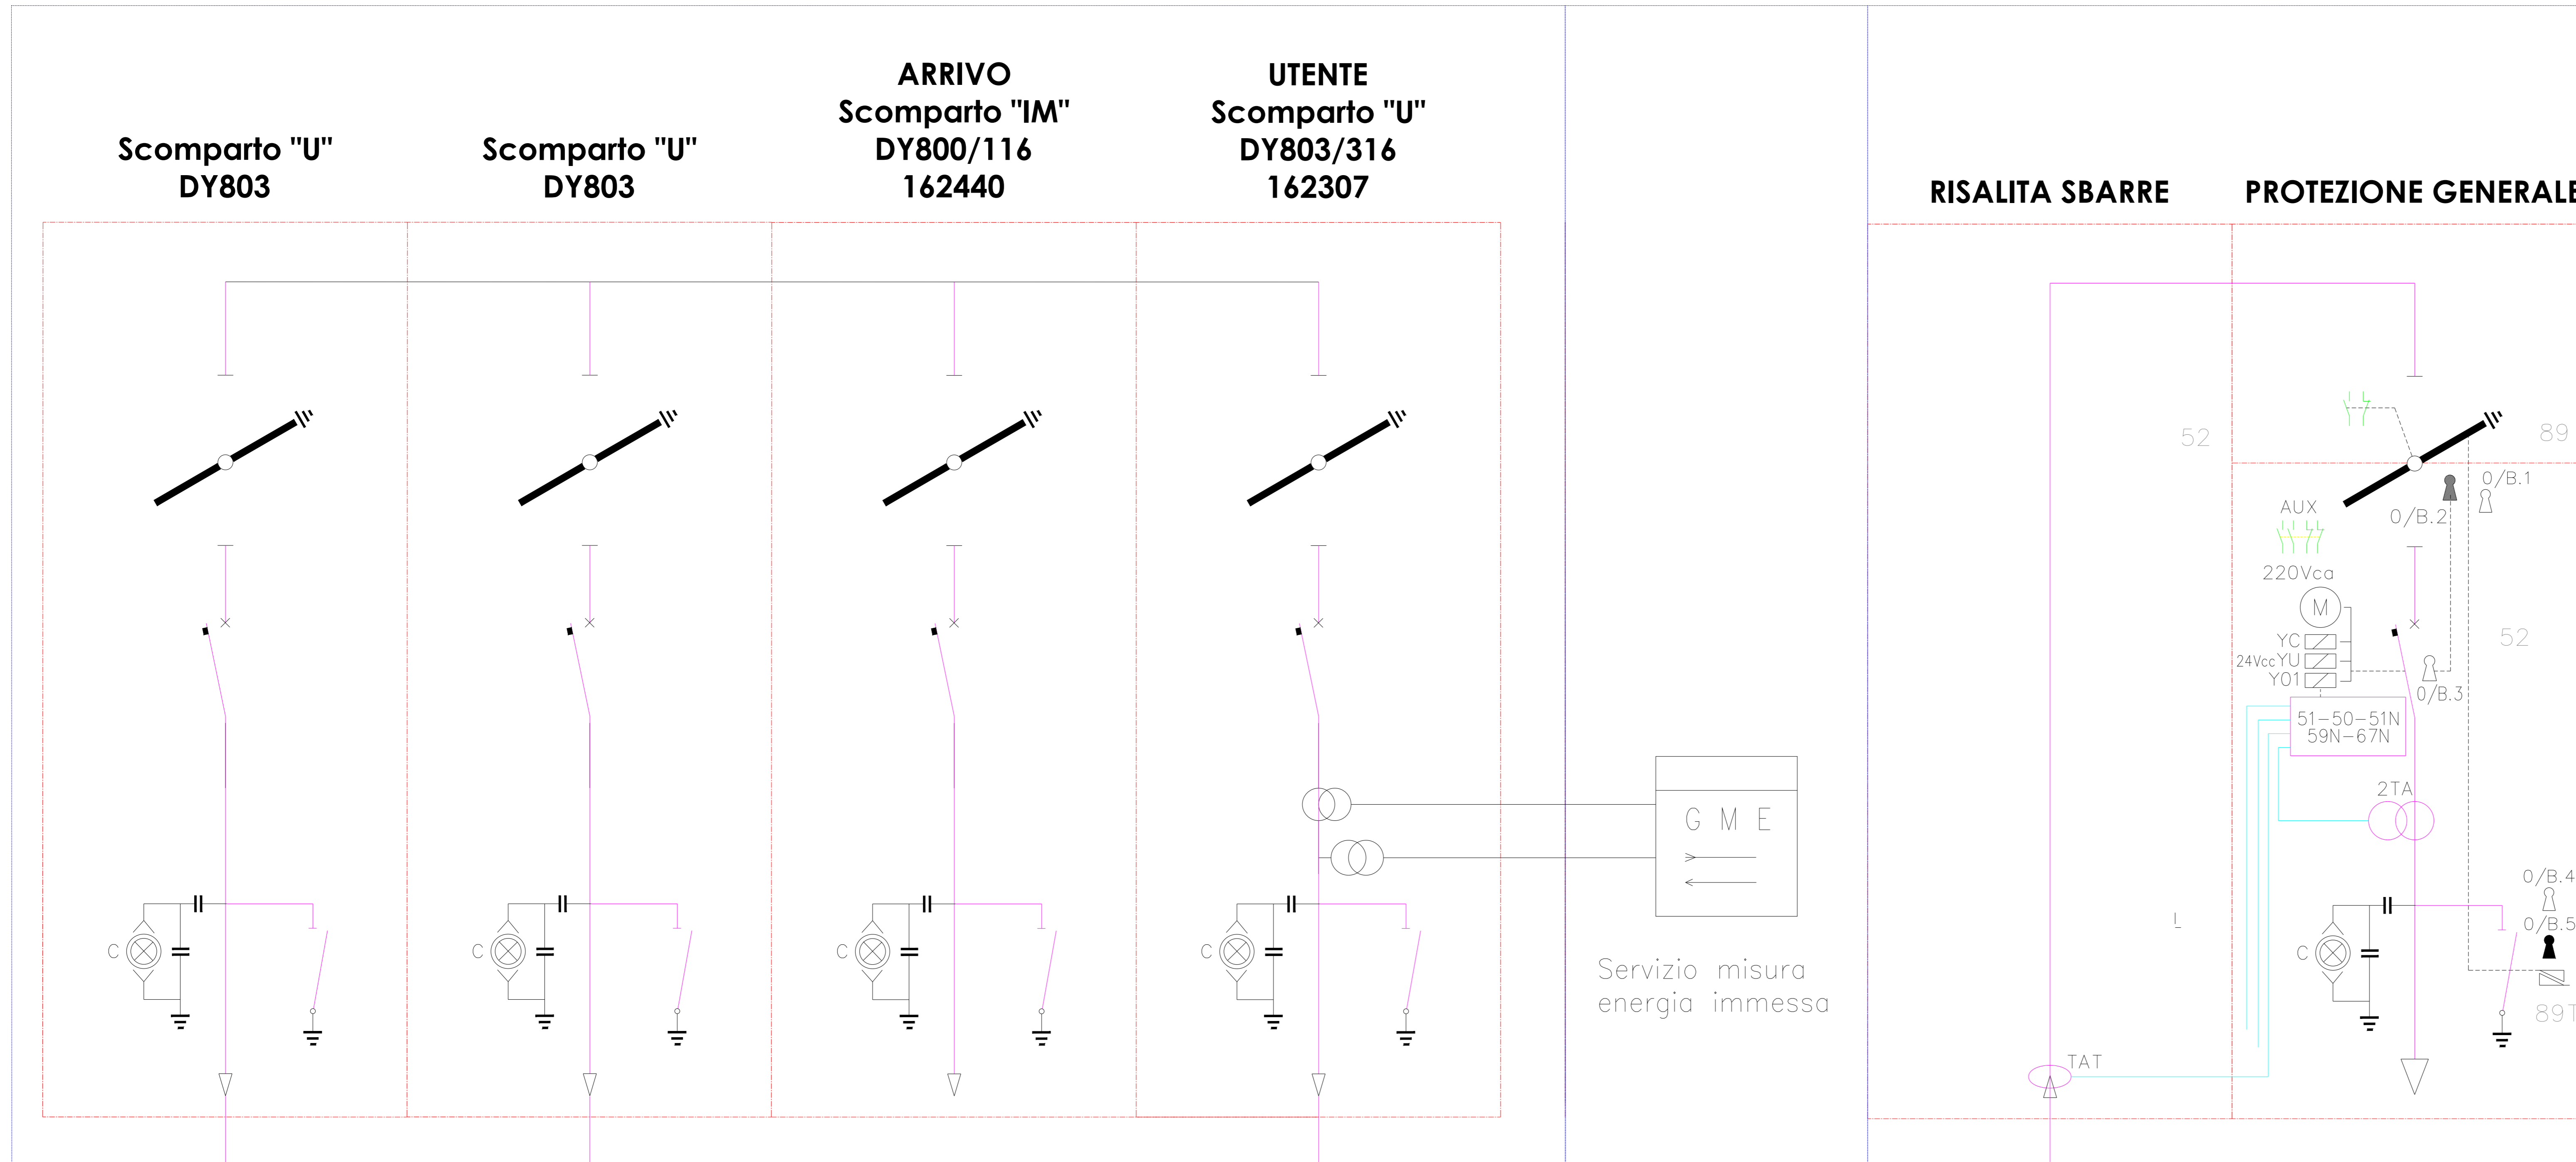 Scomparto "U"
DY803
Scomparto "U"
DY803
ARRIVO
Scomparto "IM"
DY800/116
162440
UTENTE
Scomparto "U"
DY803/316
162307
RISALITA SBARRE
PROTEZIONE GENERALE
C
C
C
C
G M E
Servizio misura
energia immessa
52
TAT
89
0/B.1
0/B.2
AUX
220Vca
M
YC
24Vcc YU
YO1
0/B.3
52
51-50-51N
59N-67N
2TA
0/B.4
0/B.5
C
89T